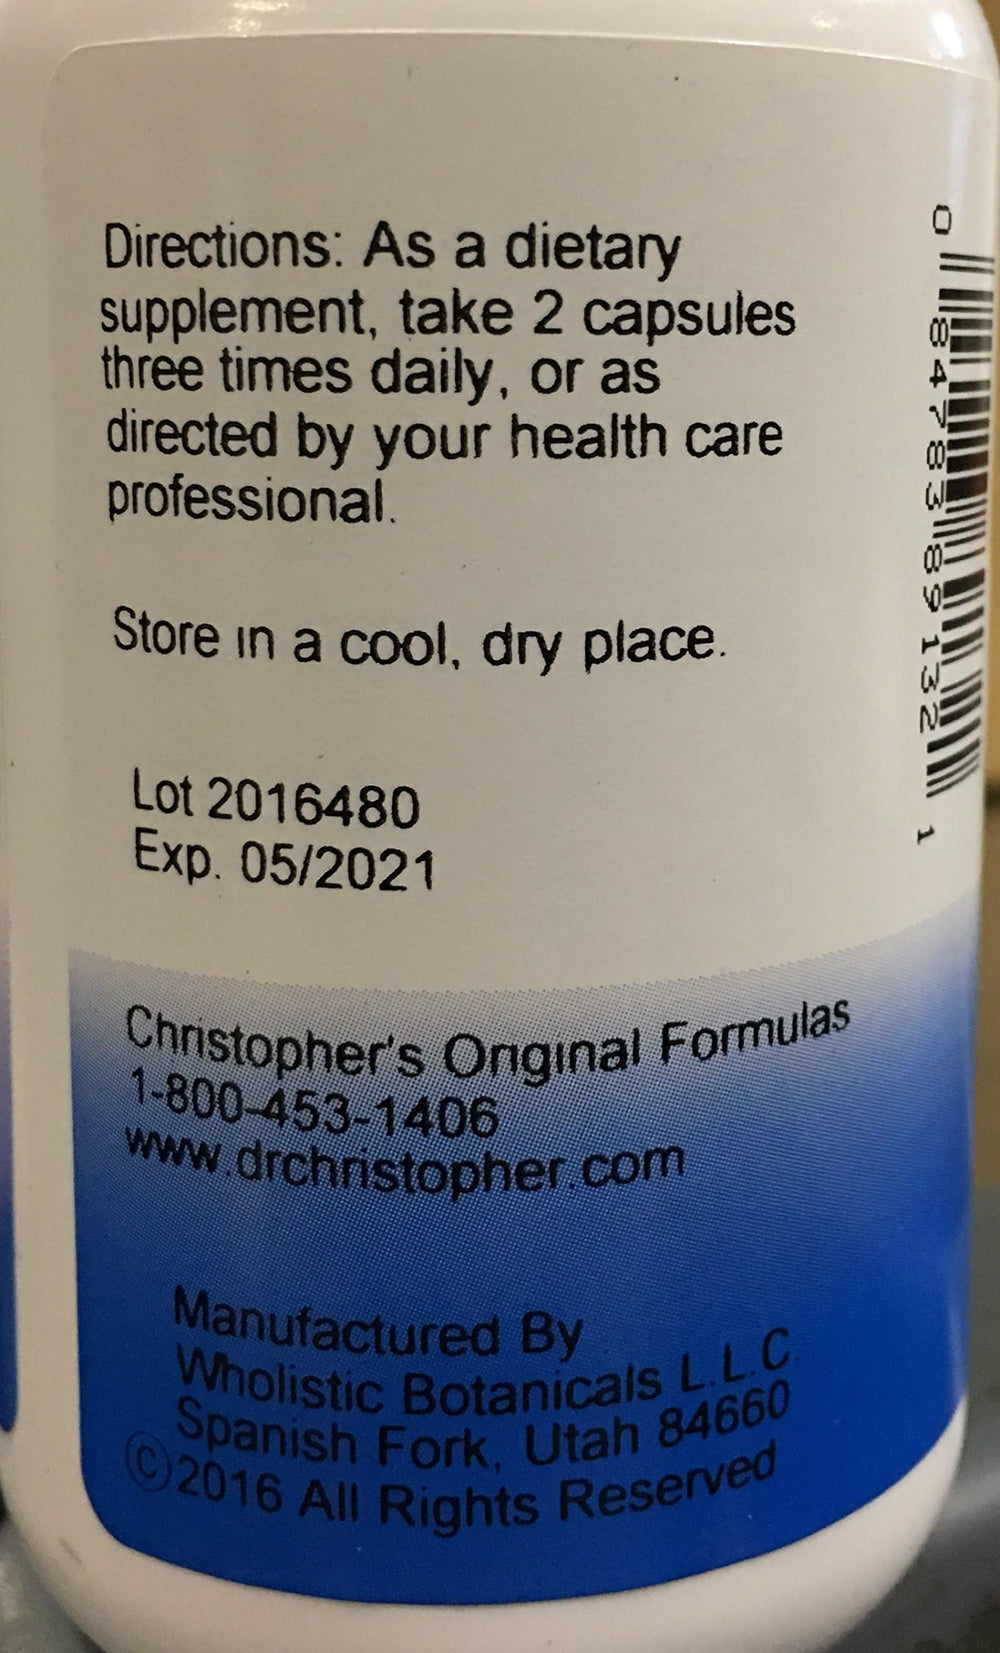 Directions: As a dietary
supplement, take 2 capsules
three times daily, or as
directed by your health care
professional.
Store in a cool, dry place.
Lot 2016480
Exp. 05/2021
Christopher's Original Formulas
1-800-453-1406
www.drchristopher.com
Manufactured By
Wholistic Botanicals L.L.C.
Spanish Fork, Utah 84660
©2016 All Rights Reserved
0 84783 89132 1